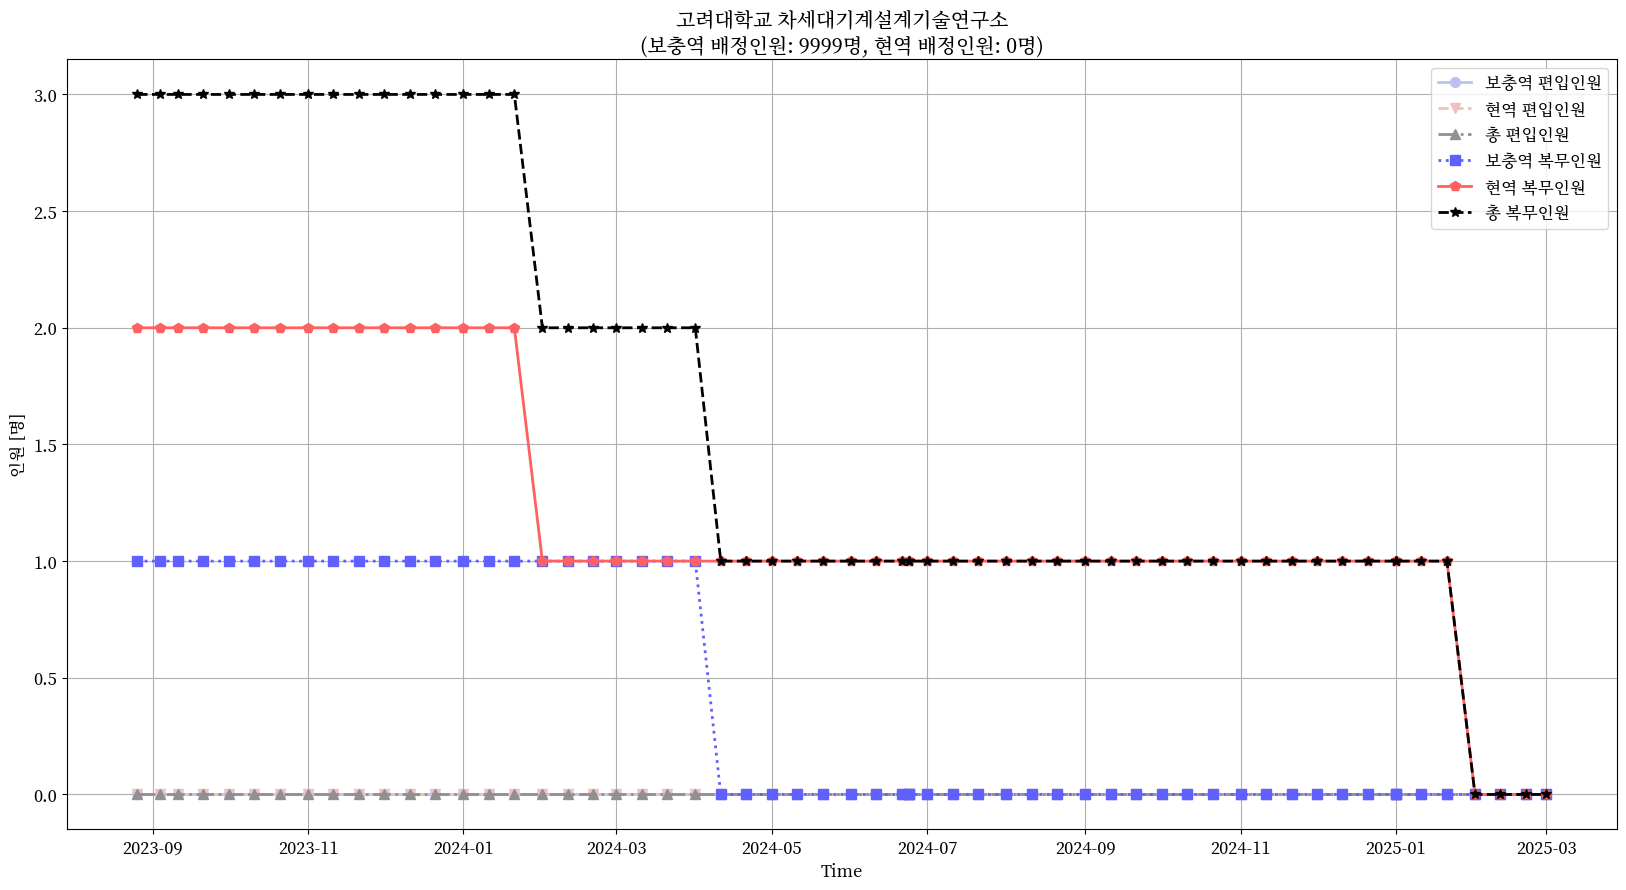 고려대학교 차세대기계설계기술연구소
(보충역 배정인원: 9999명, 현역 배정인원: 0명)
보충역 편입인원
현역 편입인원
총 편입인원
보충역 복무인원
현역 복무인원
총 복무인원
인원 [명]
3.0
2.5
2.0
1.5
1.0
0.5
0.0
2023-09
2023-11
2024-01
2024-03
2024-05
2024-07
2024-09
2024-11
2025-01
2025-03
Time